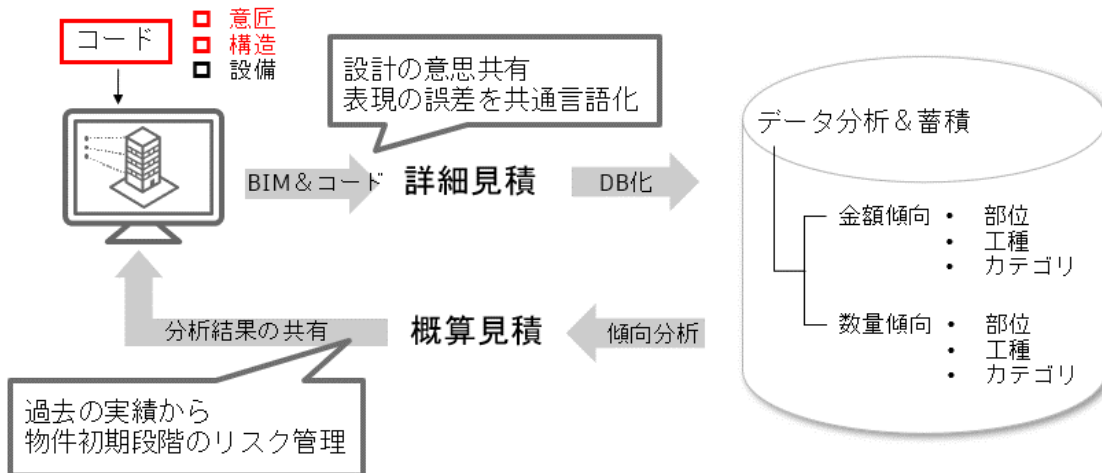 コード
意匠
構造
設備
設計の意思共有
表現の誤差を共通言語化
BIM&コード
詳細見積
DB化
データ分析&蓄積
金額傾向
• 部位
• 工種
• カテゴリ
数量傾向
• 部位
• 工種
• カテゴリ
分析結果の共有
概算見積
傾向分析
過去の実績から
物件初期段階のリスク管理